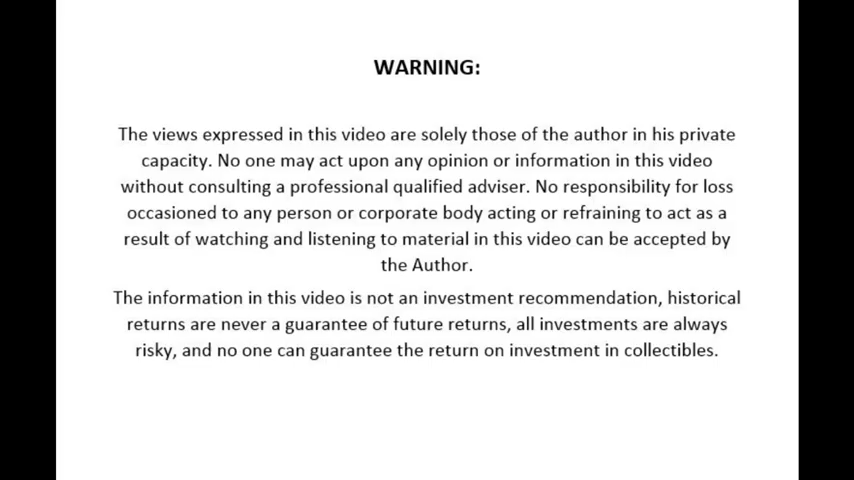 WARNING:
The views expressed in this video are solely those of the author in his private
capacity. No one may act upon any opinion or information in this video
without consulting a professional qualified adviser. No responsibility for loss
occasioned to any person or corporate body acting or refraining to act as a
result of watching and listening to material in this video can be accepted by
the Author.
The information in this video is not an investment recommendation, historical
returns are never a guarantee of future returns, all investments are always
risky, and no one can guarantee the return on investment in collectibles.